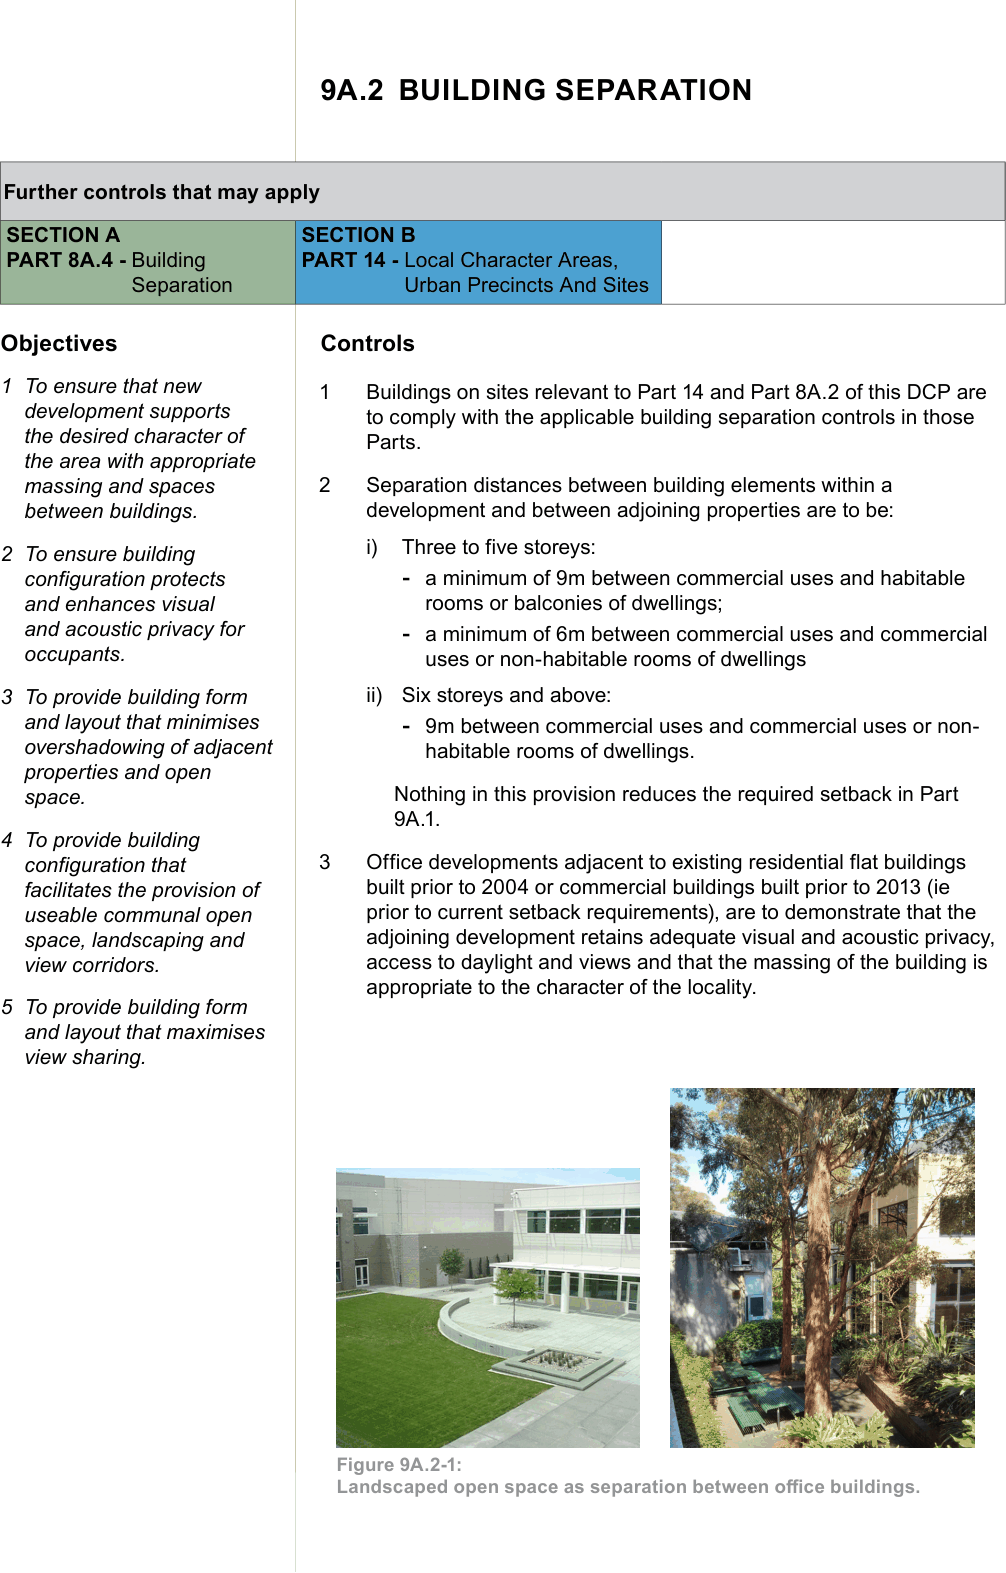 9A.2 BUILDING SEPARATION
Further controls that may apply
SECTION A
PART 8A.4 - Building
Separation
SECTION B
PART 14 - Local Character Areas,
Urban Precincts And Sites
Objectives
1 To ensure that new
development supports
the desired character of
the area with appropriate
massing and spaces
between buildings.
2 To ensure building
configuration protects
and enhances visual
and acoustic privacy for
occupants.
3 To provide building form
and layout that minimises
overshadowing of adjacent
properties and open
space.
4 To provide building
configuration that
facilitates the provision of
useable communal open
space, landscaping and
view corridors.
5 To provide building form
and layout that maximises
view sharing.
Controls
1 Buildings on sites relevant to Part 14 and Part 8A.2 of this DCP are
to comply with the applicable building separation controls in those
Parts.
2 Separation distances between building elements within a
development and between adjoining properties are to be:
i) Three to five storeys:
- a minimum of 9m between commercial uses and habitable
rooms or balconies of dwellings;
- a minimum of 6m between commercial uses and commercial
uses or non-habitable rooms of dwellings
ii) Six storeys and above:
- 9m between commercial uses and commercial uses or non-
habitable rooms of dwellings.
Nothing in this provision reduces the required setback in Part
9A.1.
3 Office developments adjacent to existing residential flat buildings
built prior to 2004 or commercial buildings built prior to 2013 (ie
prior to current setback requirements), are to demonstrate that the
adjoining development retains adequate visual and acoustic privacy,
access to daylight and views and that the massing of the building is
appropriate to the character of the locality.
Figure 9A.2-1:
Landscaped open space as separation between office buildings.